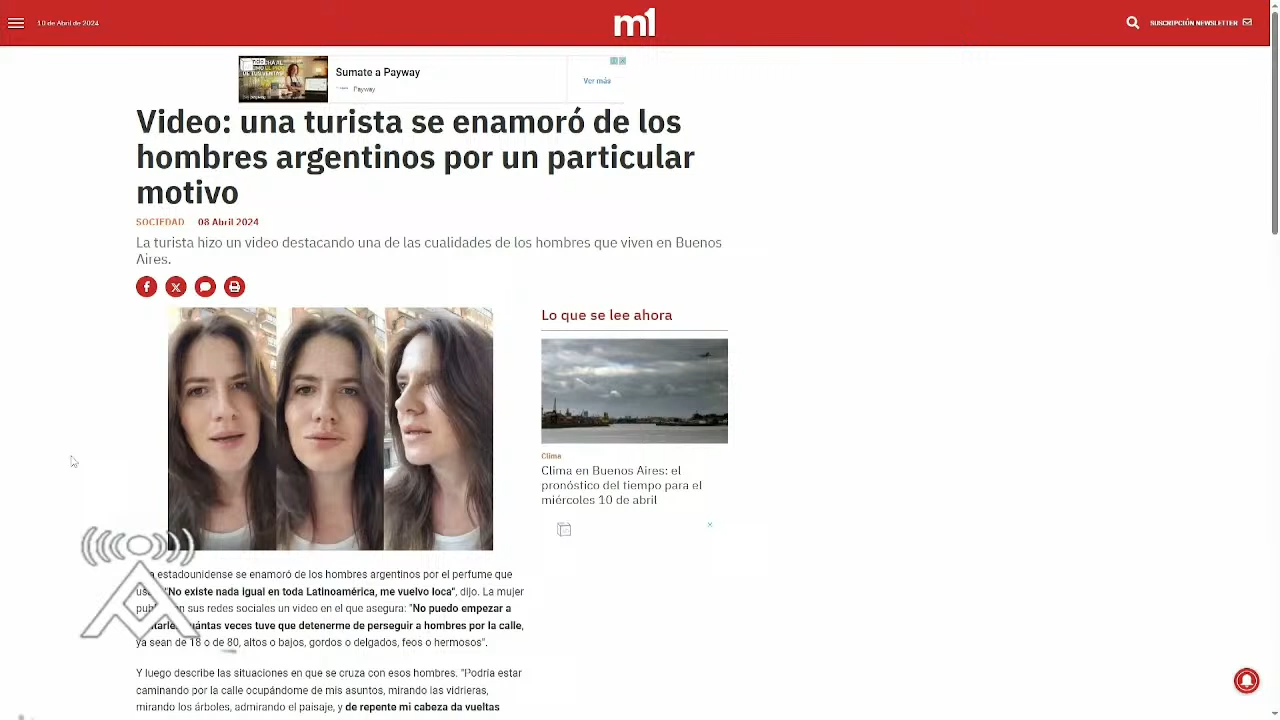 10 de Abril de 2024
m1
SUSCRIPCIÓN NEWSLETTER
Sumate a Payway
Payway
Ver más
Video: una turista se enamoró de los
hombres argentinos por un particular
motivo
SOCIEDAD 08 Abril 2024
La turista hizo un video destacando una de las cualidades de los hombres que viven en Buenos
Aires.
Lo que se lee ahora
Clima
Clima en Buenos Aires: el
pronóstico del tiempo para el
miércoles 10 de abril
estadounidense se enamoró de los hombres argentinos por el perfume que
"No existe nada igual en toda Latinoamérica, me vuelvo loca", dijo. La mujer
en sus redes sociales un video en el que asegura: "No puedo empezar a
cuántas veces tuve que detenerme de perseguir a hombres por la calle,
ya sean de 18 o de 80, altos o bajos, gordos o delgados, feos o hermosos".
Y luego describe las situaciones en que se cruza con esos hombres. "Podría estar
caminando por la calle ocupándome de mis asuntos, mirando las vidrieras,
mirando los árboles, admirando el paisaje, y de repente mi cabeza da vueltas